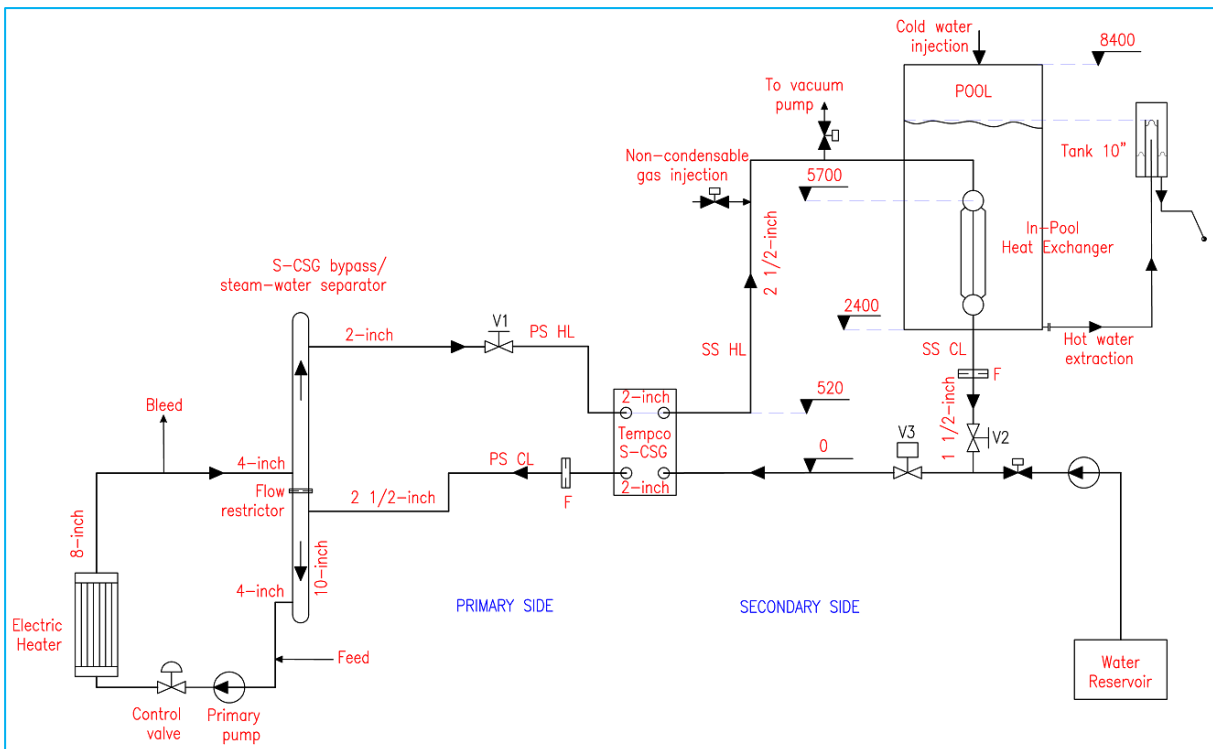 Cold water
injection
8400
To vacuum
pump
POOL
Tank 10"
Non-condensable
gas injection
5700
In-Pool
Heat Exchanger
2 1/2-inch
S-CSG bypass/
steam-water separator
2400
V1
2-inch
PS HL
SS HL
SS CL
Hot water
extraction
F
Bleed
2-inch
520
Tempco
S-CSG
2-inch
V3
0
1 1/2-inch
V2
PS CL
4-inch
Flow
restrictor
2 1/2-inch
F
8-inch
10-inch
4-inch
PRIMARY SIDE
SECONDARY SIDE
Electric
Heater
Feed
Water
Reservoir
Control
valve
Primary
pump